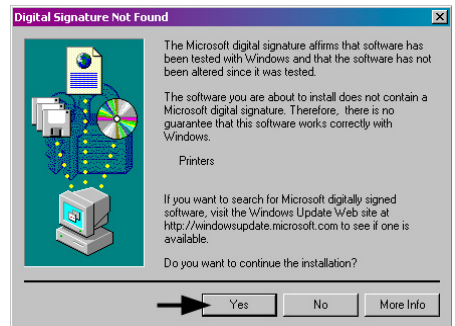 Digital Signature Not Found
The Microsoft digital signature affirms that software has
been tested with Windows and that the software has not
been altered since it was tested.
The software you are about to install does not contain a
Microsoft digital signature. Therefore, there is no
guarantee that this software works correctly with
Windows.
Printers
If you want to search for Microsoft digitally signed
software, visit the Windows Update Web site at
http://windowsupdate.microsoft.com to see if one is
available.
Do you want to continue the installation?
Yes No More Info